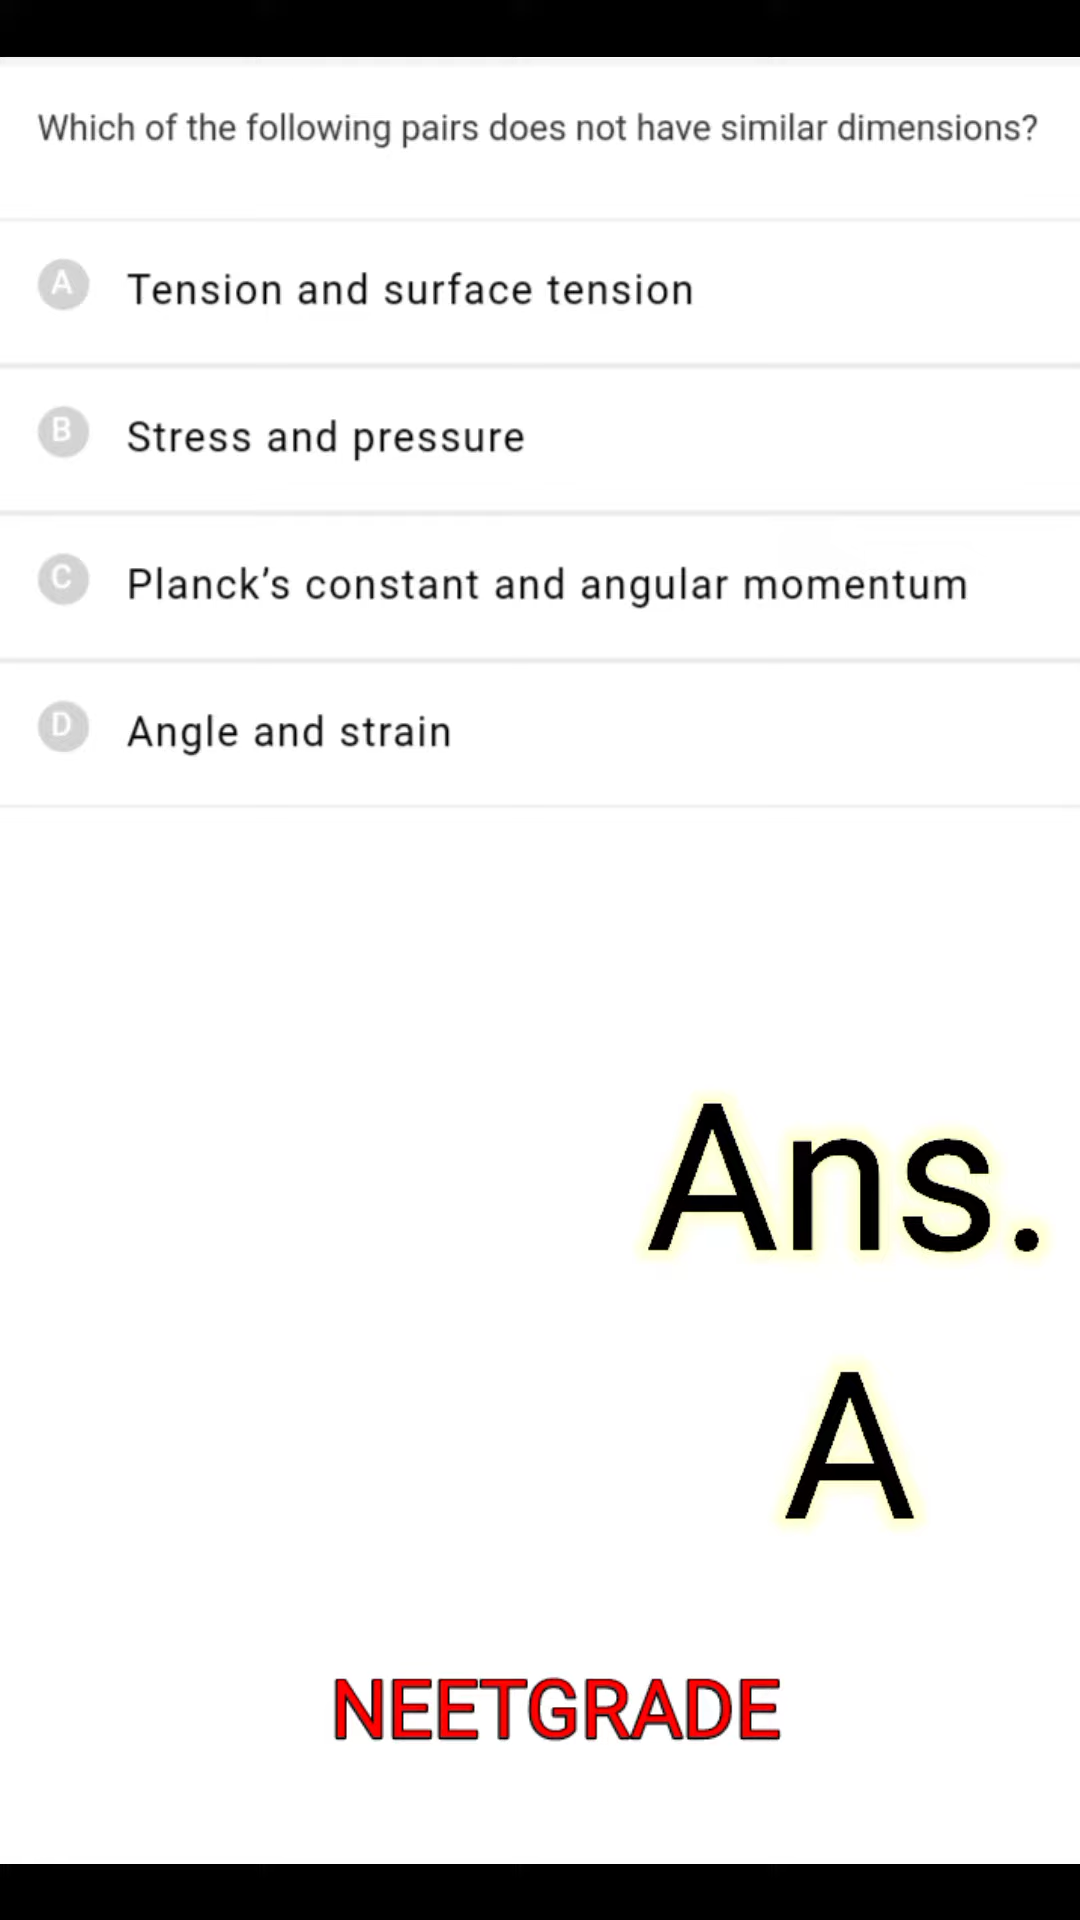 Which of the following pairs does not have similar dimensions?
A Tension and surface tension
B Stress and pressure
C Planck’s constant and angular momentum
D Angle and strain
Ans.
A
NEETGRADE